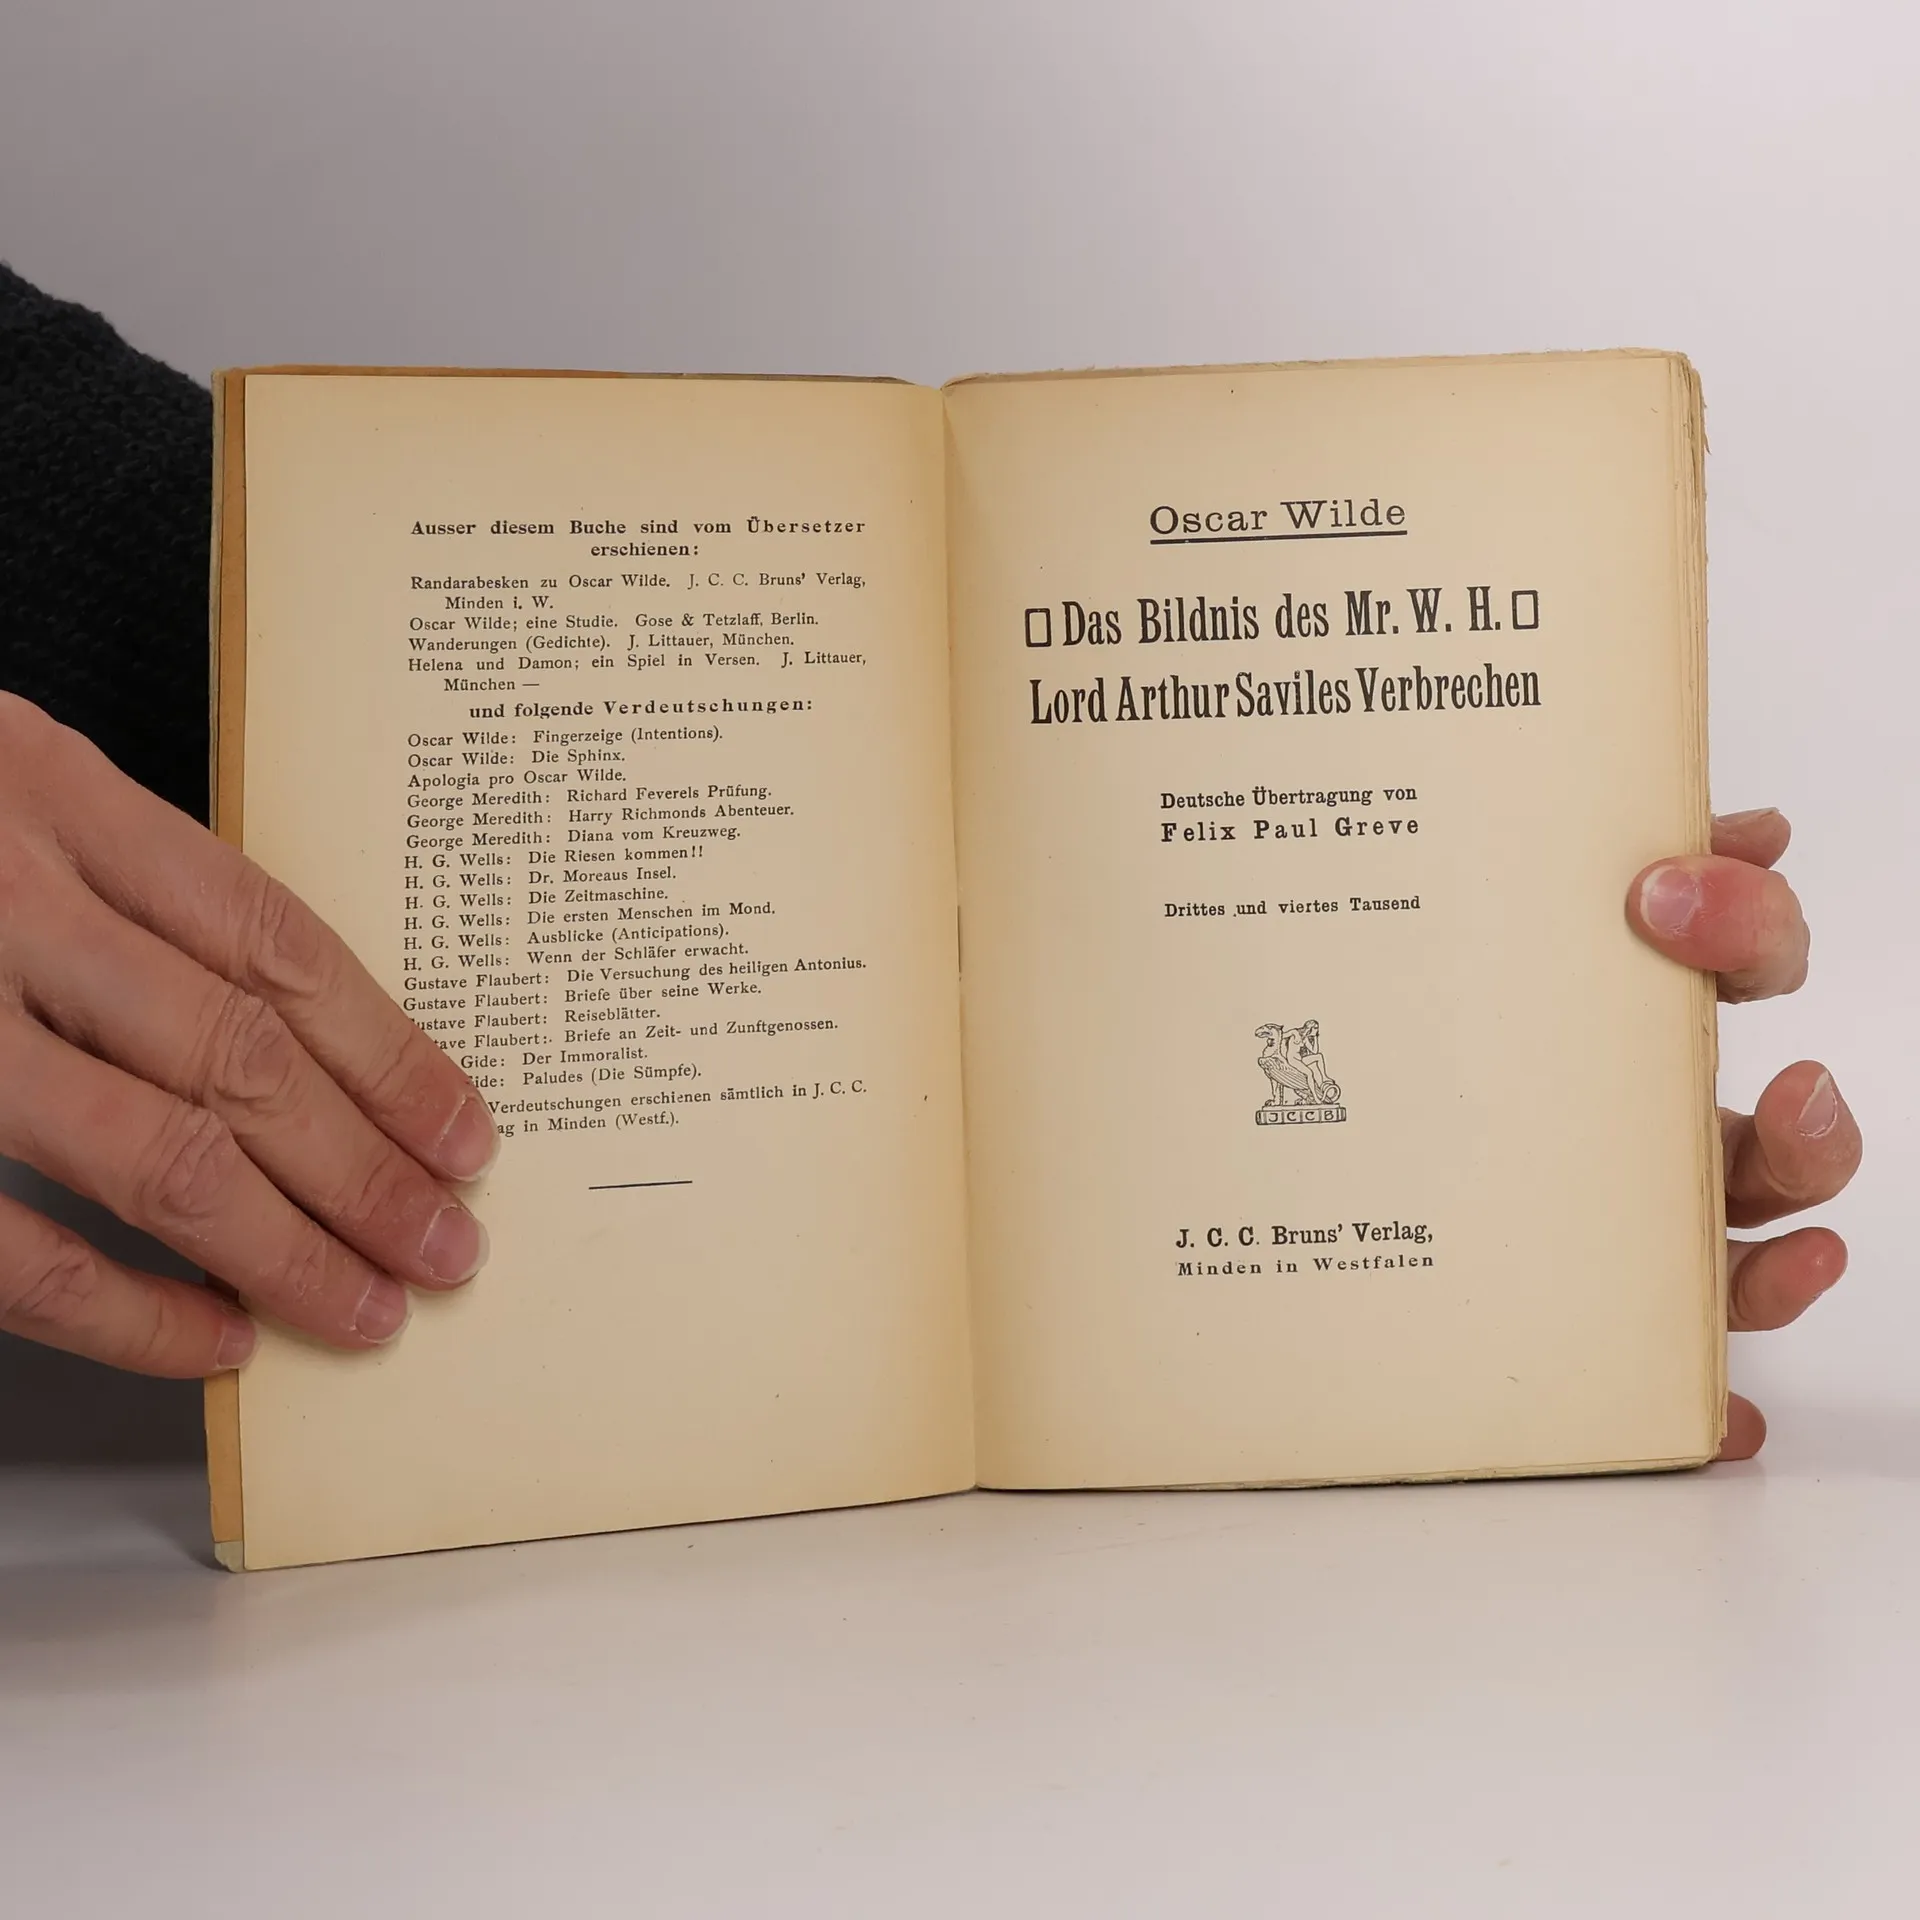 Ausser diesem Buche sind vom Übersetzer
erschienen:
Randarabesken zu Oscar Wilde. J. C. C. Bruns' Verlag,
Minden i. W.
Oscar Wilde; eine Studie. Gose & Tetzlaff, Berlin.
Wanderungen (Gedichte). J. Littauer, München.
Helena und Damon; ein Spiel in Versen. J. Littauer,
München —
und folgende Verdeutschungen:
Oscar Wilde: Fingerzeige (Intentions).
Oscar Wilde: Die Sphinx.
Apologia pro Oscar Wilde.
George Meredith: Richard Feverels Prüfung.
George Meredith: Harry Richmonds Abenteuer.
George Meredith: Diana vom Kreuzweg.
H. G. Wells: Die Riesen kommen!!
H. G. Wells: Dr. Moreaus Insel.
H. G. Wells: Die Zeitmaschine.
H. G. Wells: Die ersten Menschen im Mond.
H. G. Wells: Ausblicke (Anticipations).
H. G. Wells: Wenn der Schläfer erwacht.
Gustave Flaubert: Die Versuchung des heiligen Antonius.
Gustave Flaubert: Briefe über seine Werke.
ustave Flaubert: Reiseblätter.
tave Flaubert: Briefe an Zeit- und Zunftgenossen.
Gide: Der Immoralist.
ide: Paludes (Die Sümpfe).
Verdeutschungen erschienen sämtlich in J. C. C.
ag in Minden (Westf.).
Oscar Wilde
Das Bildnis des Mr. W. H.
Lord Arthur Saviles Verbrechen
Deutsche Übertragung von
Felix Paul Greve
Drittes und viertes Tausend
JCCB
J. C. C. Bruns' Verlag,
Minden in Westfalen